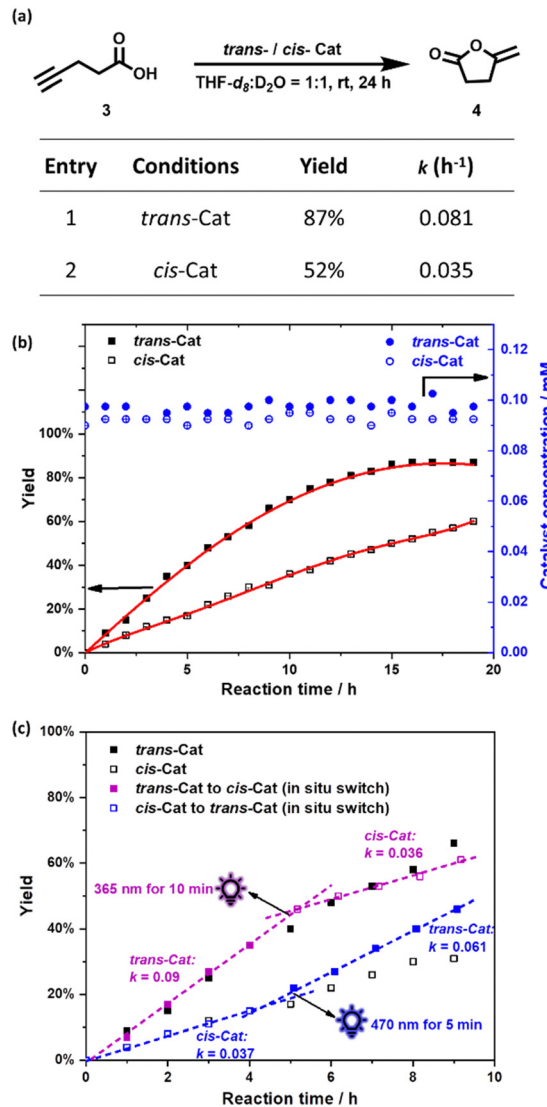 (a)
O
OH
3
trans- / cis- Cat
THF-d8:D2O = 1:1, rt, 24 h
O
O
4
Entry Conditions Yield k (h-1)
1 trans-Cat 87% 0.081
2 cis-Cat 52% 0.035
(b)
trans-Cat
cis-Cat
trans-Cat
cis-Cat
100%
80%
60%
40%
20%
0%
Yield
0.12
0.10
0.08
0.06
0.04
0.02
0.00
Catalyst concentration / mM
0 5 10 15 20
Reaction time / h
(c)
trans-Cat
cis-Cat
trans-Cat to cis-Cat (in situ switch)
cis-Cat to trans-Cat (in situ switch)
100%
80%
60%
40%
20%
0%
Yield
cis-Cat:
k = 0.036
365 nm for 10 min
trans-Cat:
k = 0.09
trans-Cat:
k = 0.061
cis-Cat:
k = 0.037
470 nm for 5 min
0 2 4 6 8 10
Reaction time / h